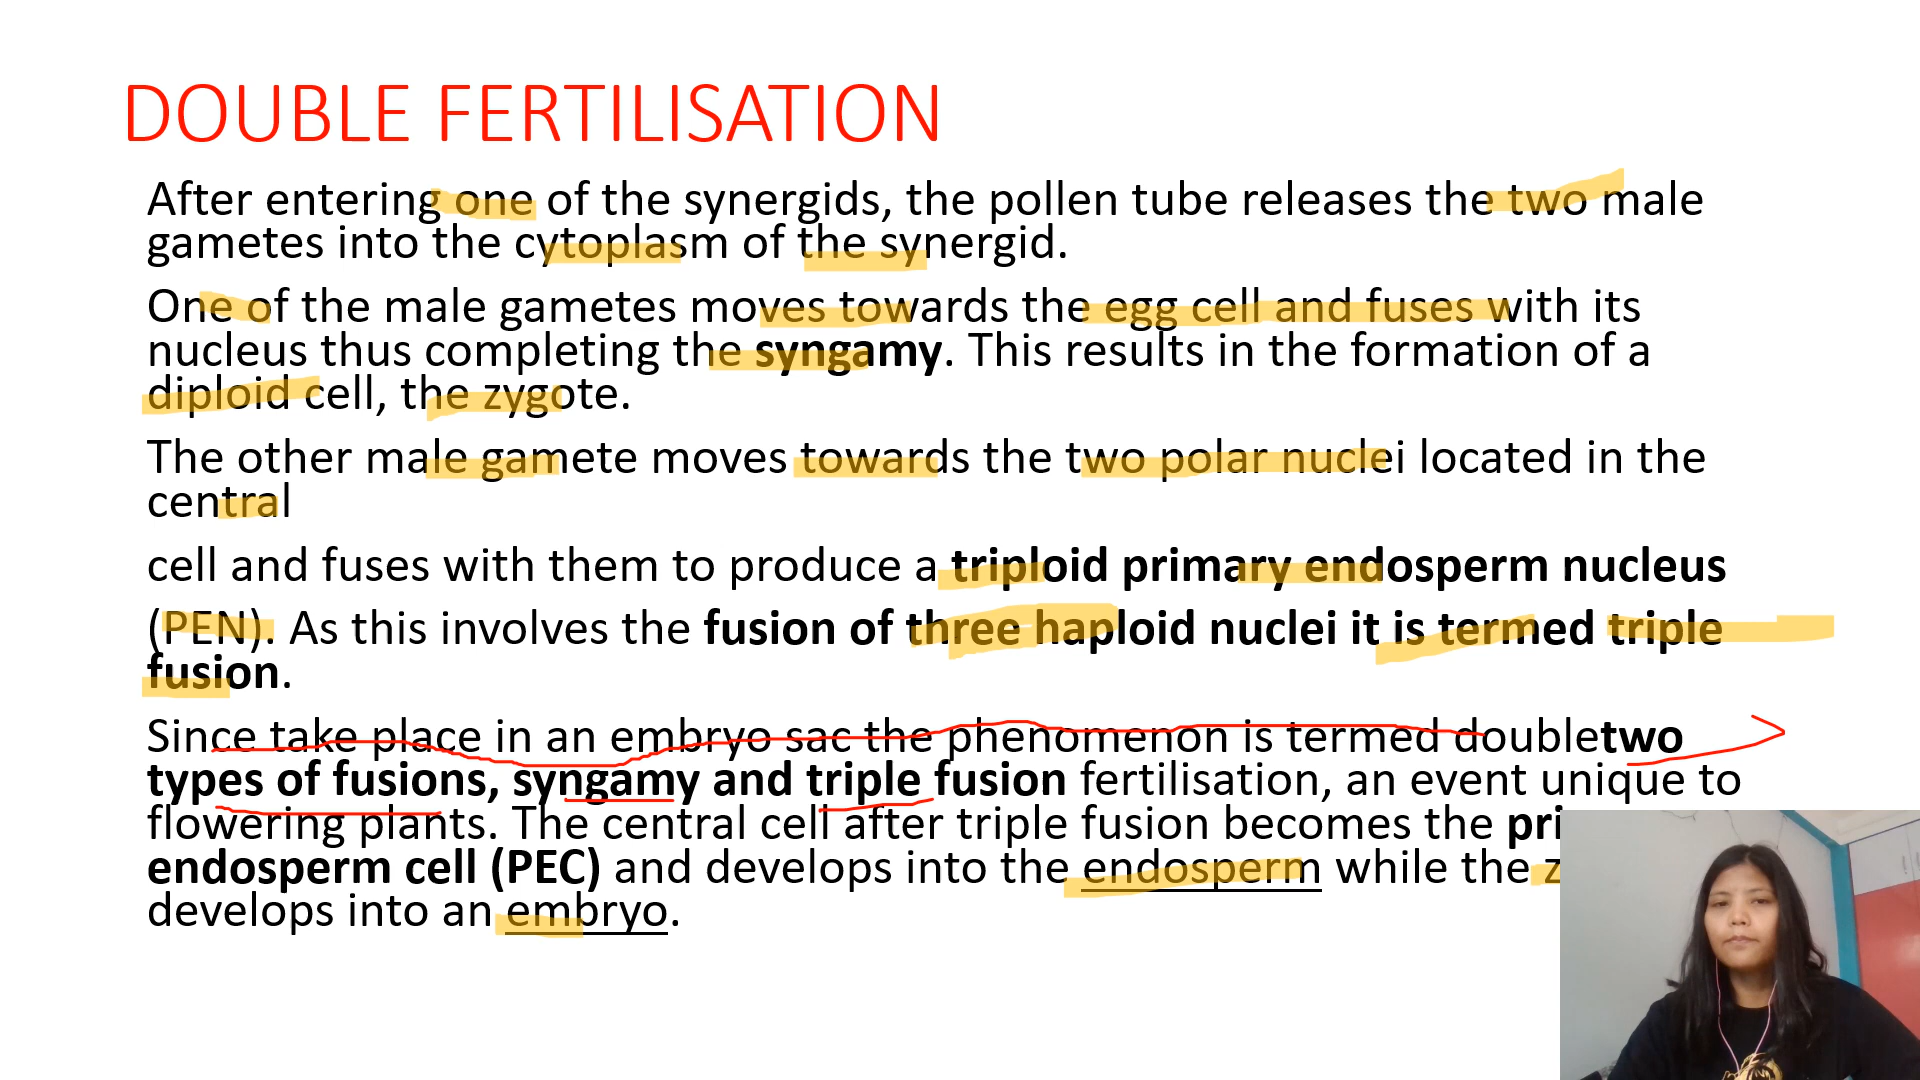 DOUBLE FERTILISATION
After entering one of the synergids, the pollen tube releases the two male
gametes into the cytoplasm of the synergid.
One of the male gametes moves towards the egg cell and fuses with its
nucleus thus completing the syngamy. This results in the formation of a
diploid cell, the zygote.
The other male gamete moves towards the two polar nuclei located in the
central
cell and fuses with them to produce a triploid primary endosperm nucleus
(PEN). As this involves the fusion of three haploid nuclei it is termed triple
fusion.
Since take place in an embryo sac the phenomenon is termed doubletwo
types of fusions, syngamy and triple fusion fertilisation, an event unique to
flowering plants. The central cell after triple fusion becomes the
endosperm cell (PEC) and develops into the endosperm while the
develops into an embryo.